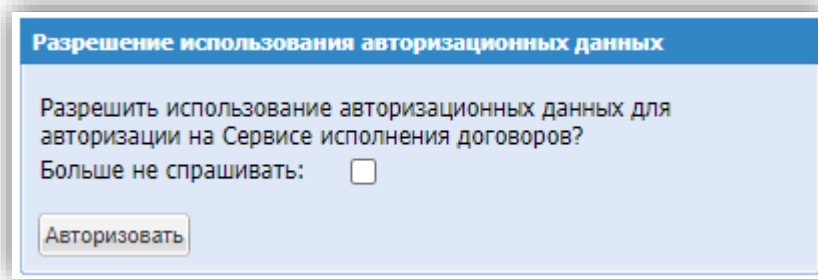 Разрешение использования авторизационных данных
Разрешить использование авторизационных данных для
авторизации на Сервисе исполнения договоров?
Больше не спрашивать:
Авторизовать